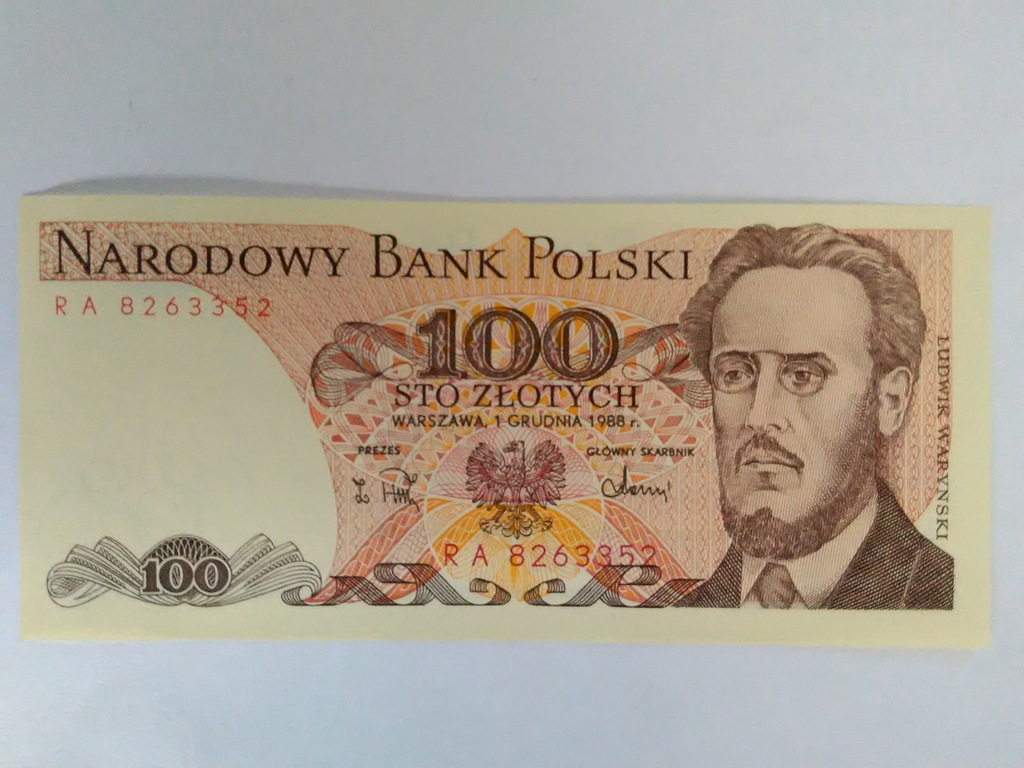 NARODOWY BANK POLSKI
RA 8263352
100
STO ZŁOTYCH
WARSZAWA, 1 GRUDNIA 1988 r.
PREZES
GŁÓWNY SKARBNIK
RA 8263352
100
LUDWIK WARYŃSKI